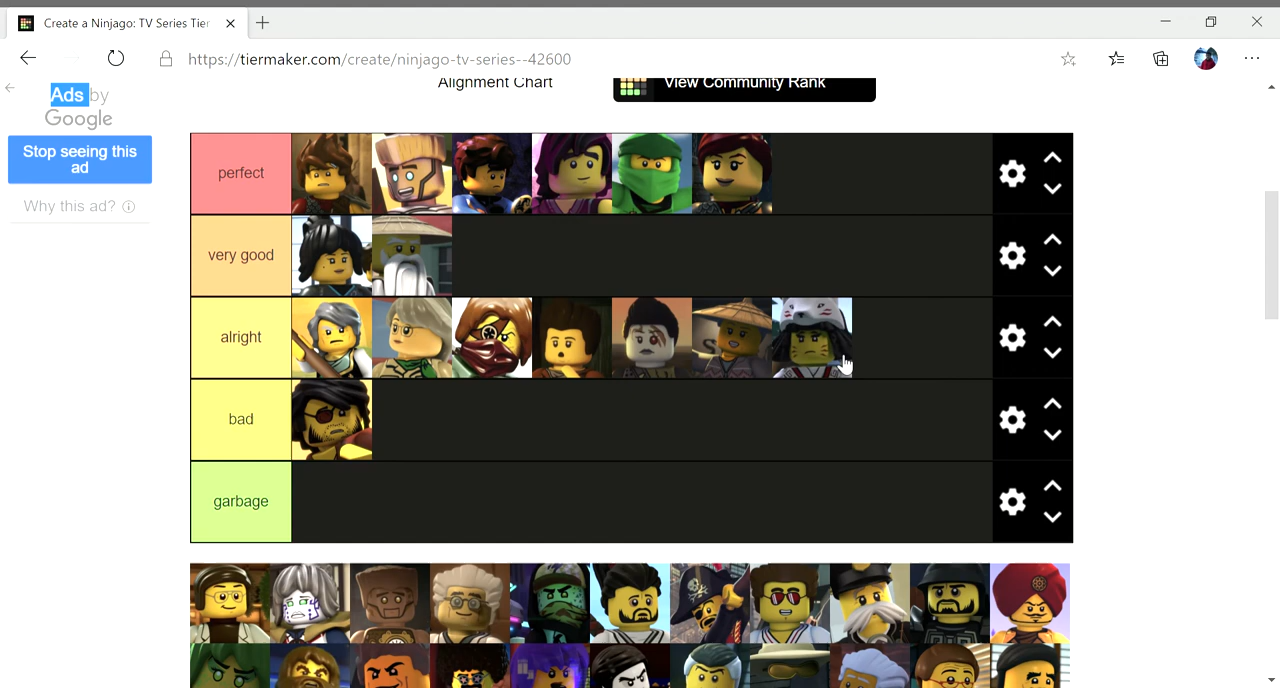 Create a Ninjago: TV Series Tier
https://tiermaker.com/create/ninjago-tv-series--42600
Ads by
Google
Stop seeing this
ad
Why this ad?
Alignment Chart
View Community Rank
perfect
very good
alright
bad
garbage